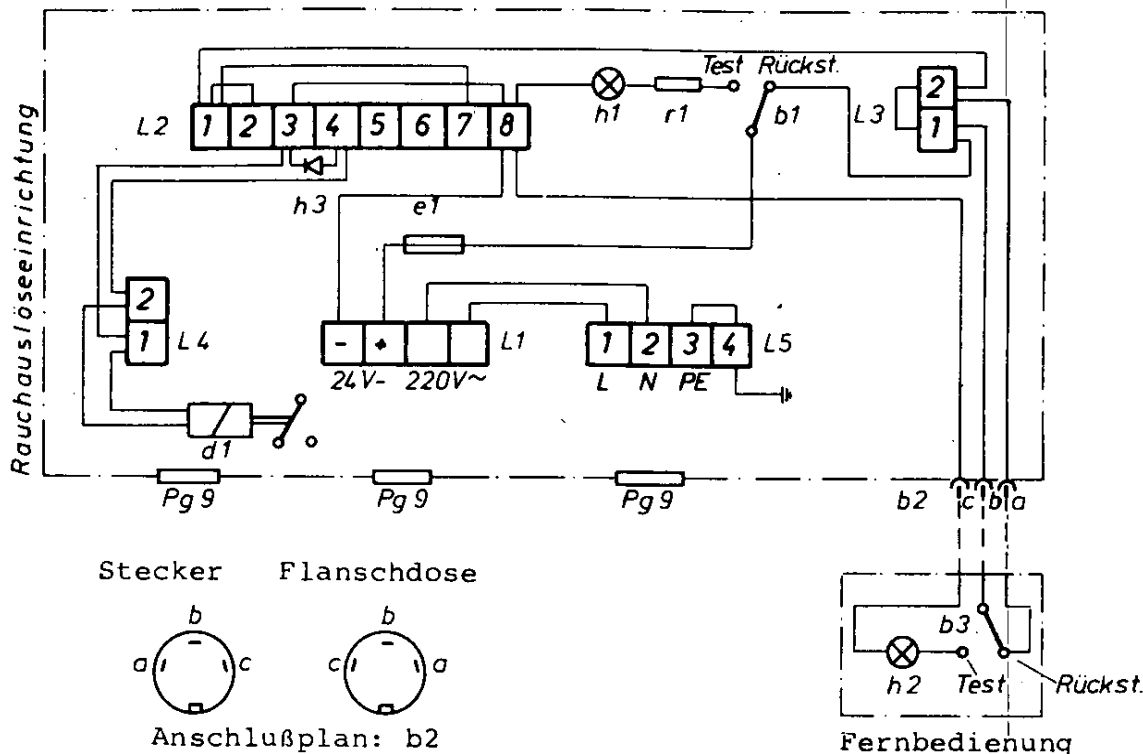 Rauchauslöseeinrichtung
Test Rückst.
h1 r1 b1
L2 1 2 3 4 5 6 7 8
L3 2 1
h3 e1
2 1 L4
- + L1
24V- 220V~
1 2 3 4 L5
L N PE
d1
Pg 9 Pg 9 Pg 9
b2 c b a
Stecker Flanschdose
b b
a c c a
Anschlußplan: b2
b3
h2 Test Rückst.
Fernbedienung